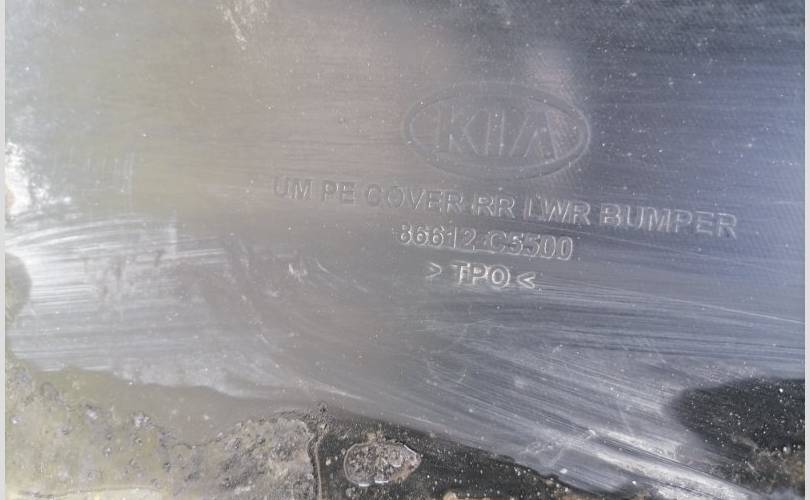 KIA
UM PE COVER RR LWR BUMPER
86612-C5500
> TPO <